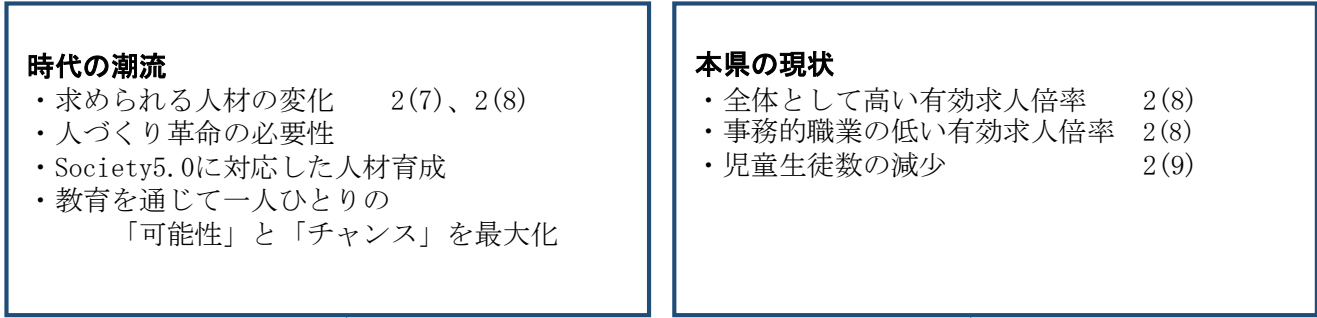 時代の潮流
・求められる人材の変化　　2(7)、2(8)
・人づくり革命の必要性
・Society5.0に対応した人材育成
・教育を通じて一人ひとりの
「可能性」と「チャンス」を最大化
本県の現状
・全体として高い有効求人倍率　　2(8)
・事務的職業の低い有効求人倍率　2(8)
・児童生徒数の減少　　2(9)